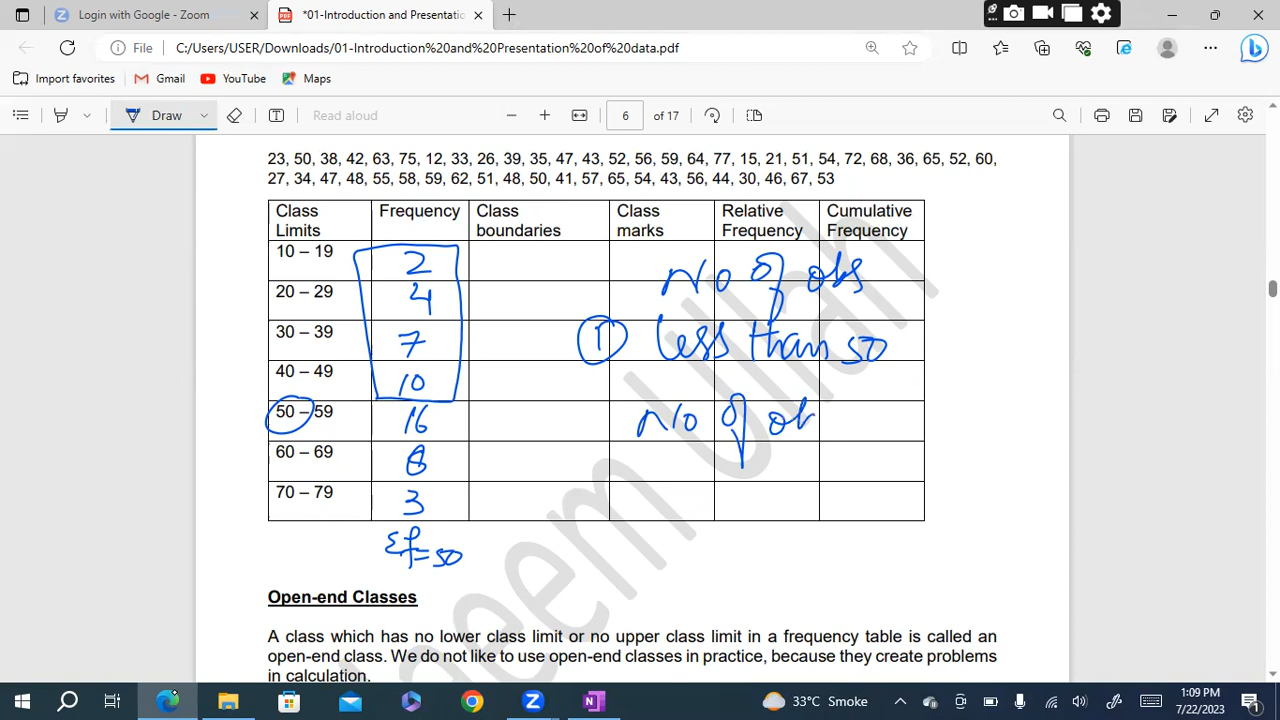 Login with Google - Zoom
*01-Introduction and Presentatio
File C:/Users/USER/Downloads/01-Introduction%20and%20Presentation%20of%20data.pdf
Import favorites Gmail YouTube Maps
Draw Read aloud 6 of 17
23, 50, 38, 42, 63, 75, 12, 33, 26, 39, 35, 47, 43, 52, 56, 59, 64, 77, 15, 21, 51, 54, 72, 68, 36, 65, 52, 60,
27, 34, 47, 48, 55, 58, 59, 62, 51, 48, 50, 41, 57, 65, 54, 43, 56, 44, 30, 46, 67, 53
Class Limits Frequency Class boundaries Class marks Relative Frequency Cumulative Frequency
10 – 19 2
No of obs
20 – 29 4
30 – 39 7
① less than 50
40 – 49 10
50 – 59 16
No of ob
60 – 69 8
70 – 79 3
Σf = 50
Open-end Classes
A class which has no lower class limit or no upper class limit in a frequency table is called an
open-end class. We do not like to use open-end classes in practice, because they create problems
in calculation.
aeem Ullah
33°C Smoke
1:09 PM
7/22/2023
1